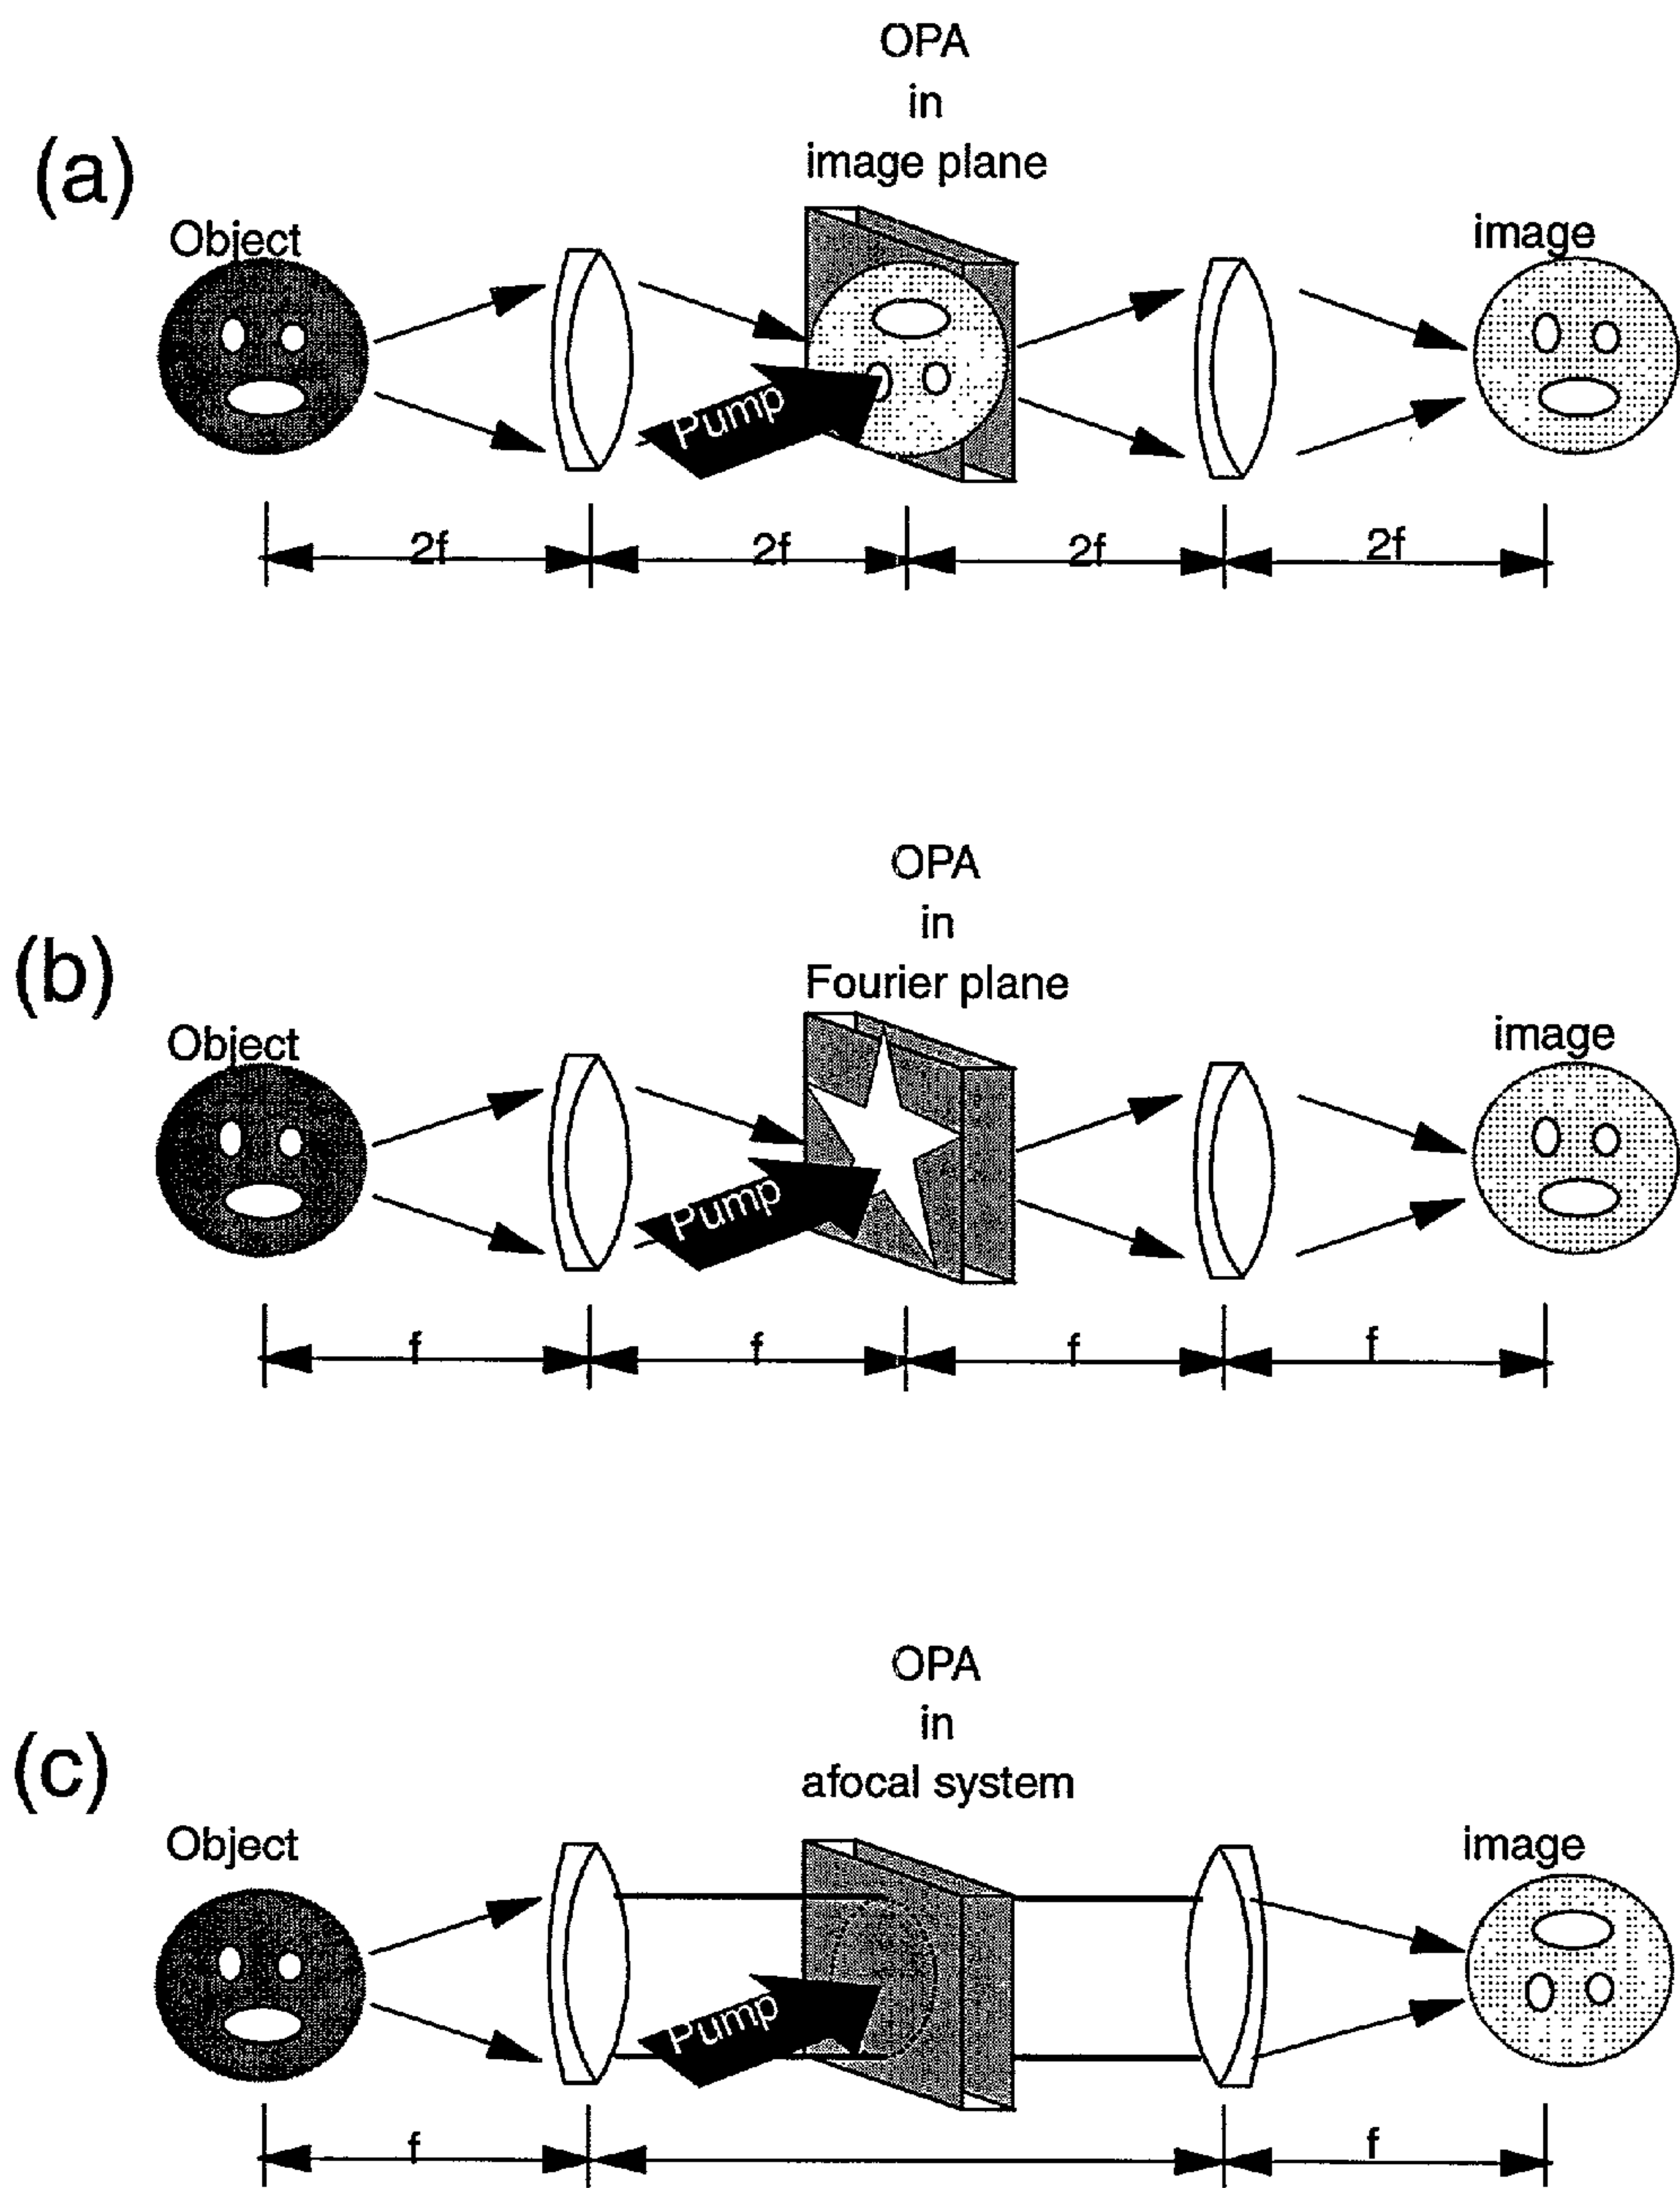 OPA
in
image plane
(a)
Object
image
Pump
2f 2f 2f 2f
OPA
in
Fourier plane
(b)
Object
image
Pump
f f f f
OPA
in
afocal system
(c)
Object
image
Pump
f f